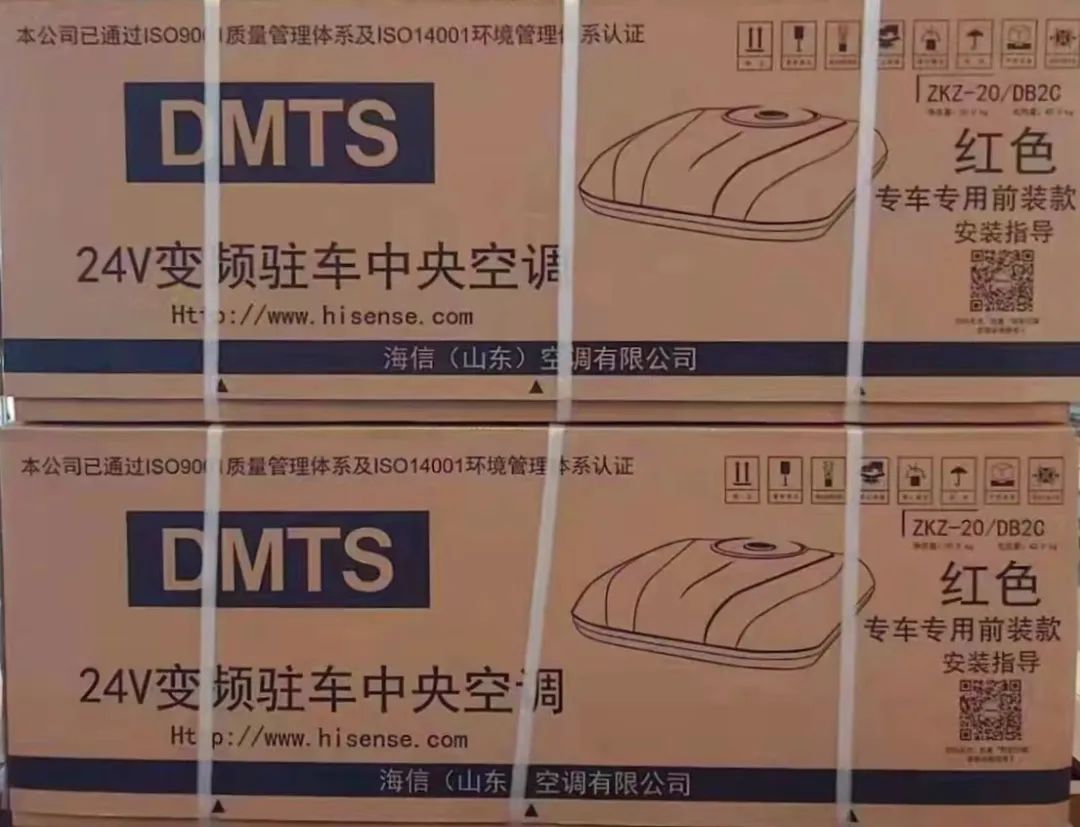 本公司已通过ISO9001质量管理体系及ISO14001环境管理体系认证
DMTS
24V变频驻车中央空调
Http://www.hisense.com
ZKZ-20/DB2C
红色
专车专用前装款
安装指导
海信（山东）空调有限公司
本公司已通过ISO9001质量管理体系及ISO14001环境管理体系认证
DMTS
24V变频驻车中央空调
Http://www.hisense.com
ZKZ-20/DB2C
红色
专车专用前装款
安装指导
海信（山东）空调有限公司